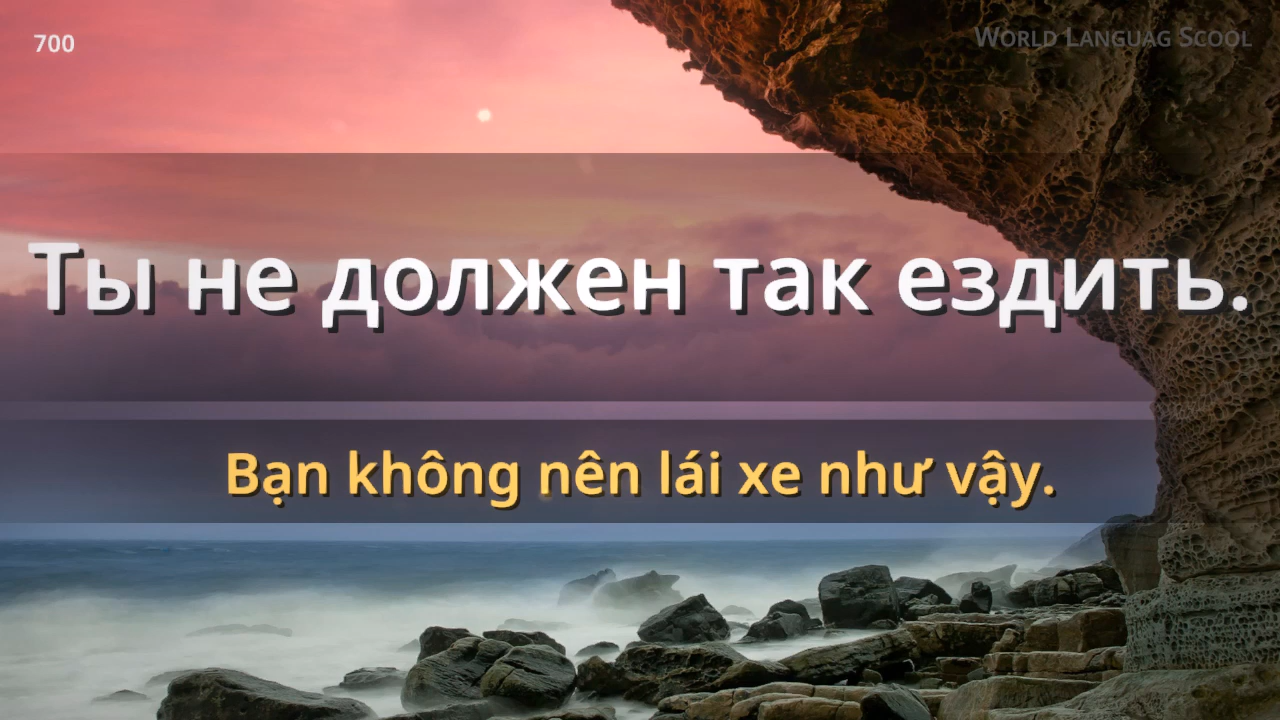 700
World Languag Scool
Ты не должен так ездить.
Bạn không nên lái xe như vậy.